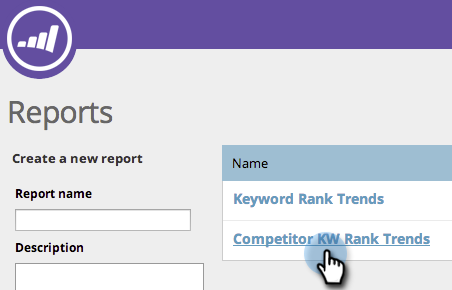 Reports
Create a new report
Report name
Description
Name
Keyword Rank Trends
Competitor KW Rank Trends